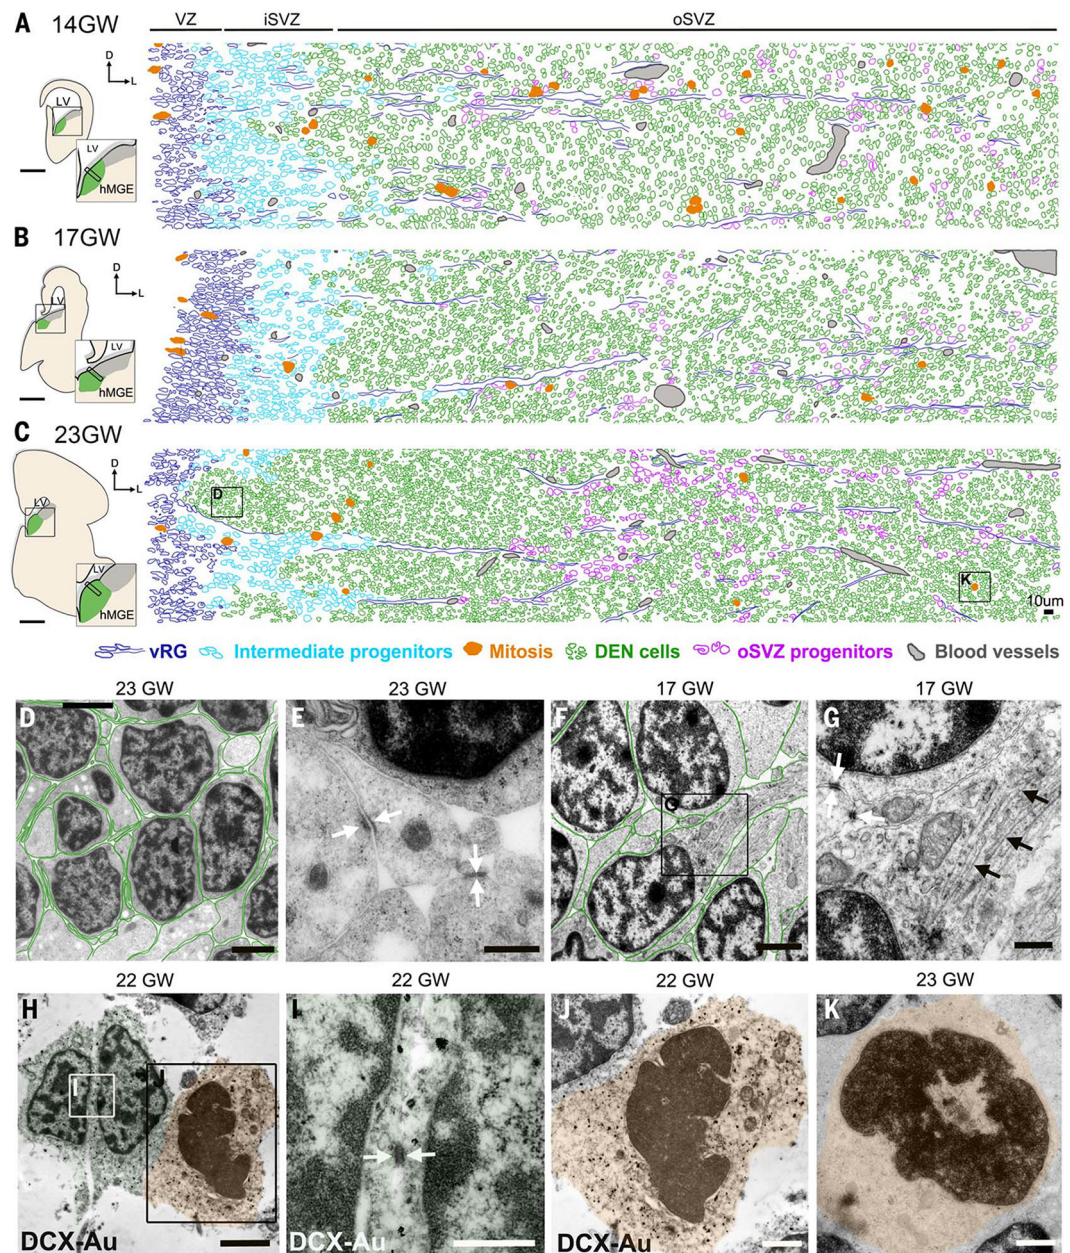 VZ iSVZ oSVZ
A 14GW
D
L
LV
LV
hMGE
B 17GW
D
L
LV
LV
hMGE
C 23GW
D
L
LV
LV
hMGE
D
K
10um
vRG Intermediate progenitors Mitosis DEN cells oSVZ progenitors Blood vessels
23 GW 23 GW 17 GW 17 GW
D E F G
G
22 GW 22 GW 22 GW 23 GW
H I J K
I J
DCX-Au DCX-Au DCX-Au